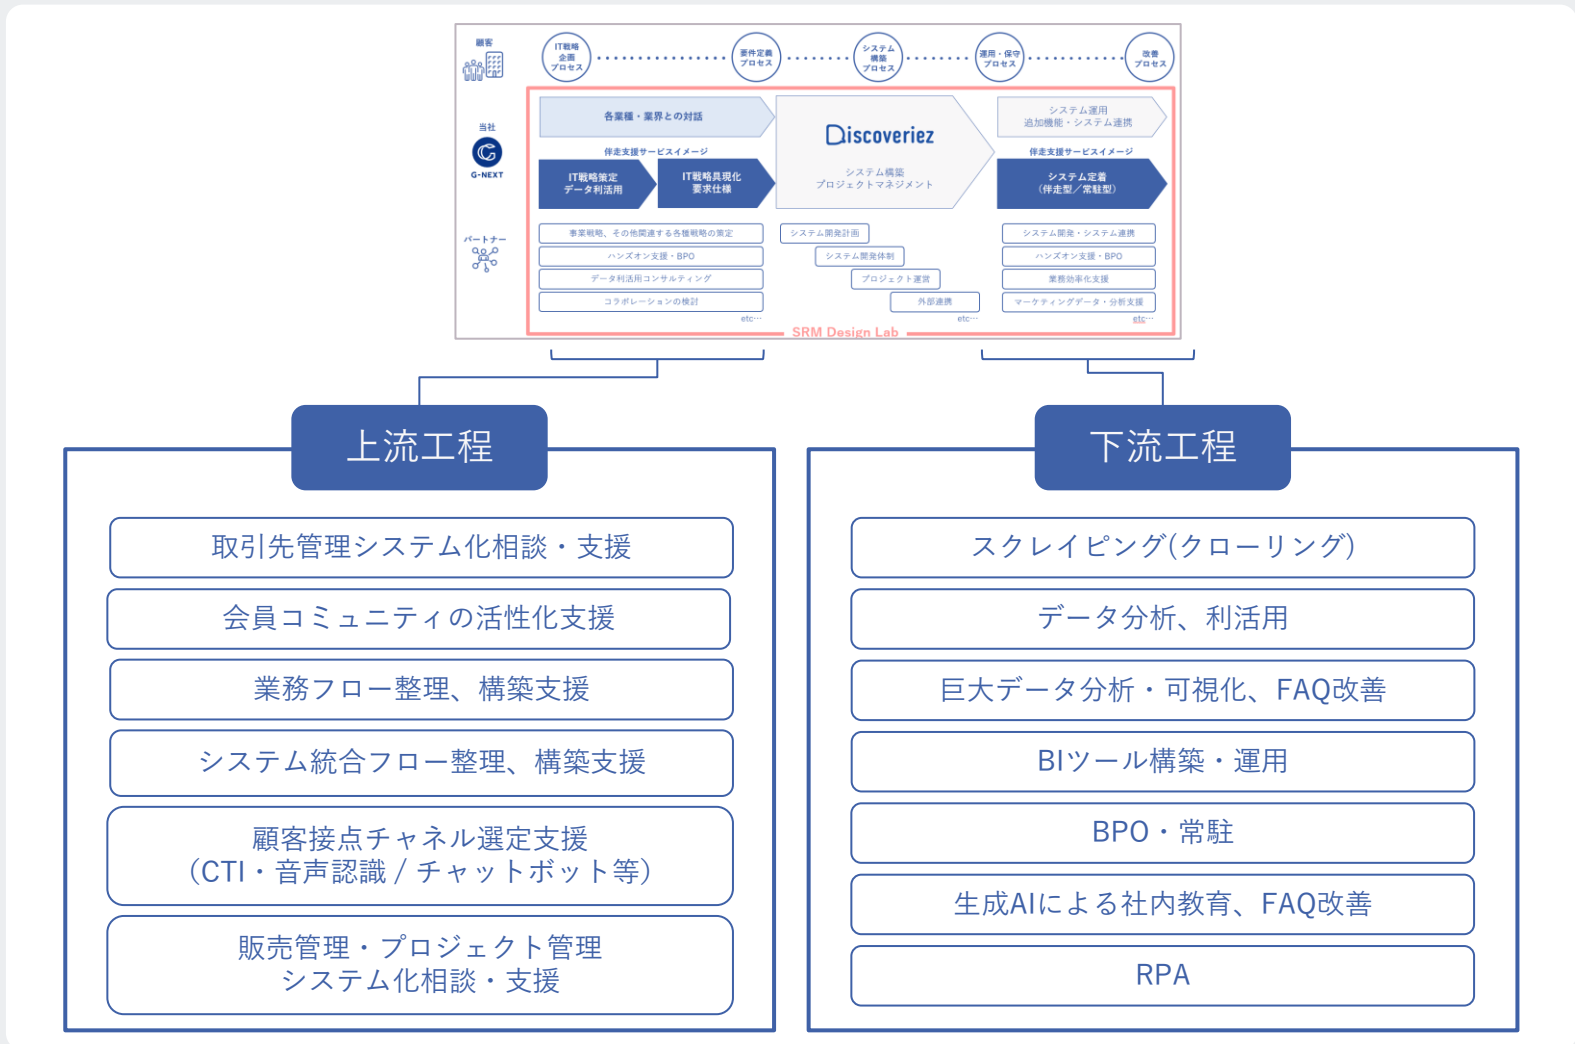 顧客
IT戦略
企画
プロセス
要件定義
プロセス
システム
構築
プロセス
運用・保守
プロセス
改善
プロセス
当社
G-NEXT
各業種・業界との対話
伴走支援サービスイメージ
IT戦略策定
データ利活用
IT戦略具現化
要求仕様
Discoveriez
システム構築
プロジェクトマネジメント
システム運用
追加機能・システム連携
伴走支援サービスイメージ
システム定着
(伴走型／常駐型)
パートナー
事業戦略、その他関連する各種戦略の策定
ハンズオン支援・BPO
データ利活用コンサルティング
コラボレーションの検討
etc…
システム開発計画
システム開発体制
プロジェクト運営
外部連携
etc…
システム開発・システム連携
ハンズオン支援・BPO
業務効率化支援
マーケティングデータ・分析支援
etc…
SRM Design Lab
上流工程
取引先管理システム化相談・支援
会員コミュニティの活性化支援
業務フロー整理、構築支援
システム統合フロー整理、構築支援
顧客接点チャネル選定支援
（CTI・音声認識 / チャットボット等）
販売管理・プロジェクト管理
システム化相談・支援
下流工程
スクレイピング(クローリング)
データ分析、利活用
巨大データ分析・可視化、FAQ改善
BIツール構築・運用
BPO・常駐
生成AIによる社内教育、FAQ改善
RPA